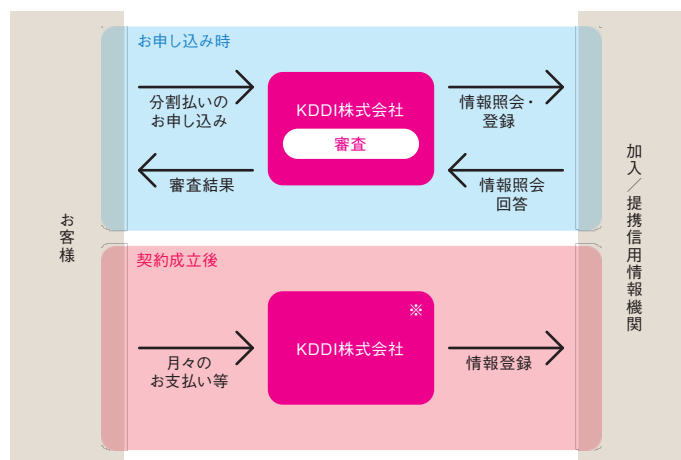 お客様
お申し込み時
分割払いの
お申し込み
KDDI株式会社
審査
情報照会・
登録
審査結果
情報照会
回答
契約成立後
※
KDDI株式会社
月々の
お支払い等
情報登録
加入／提携信用情報機関